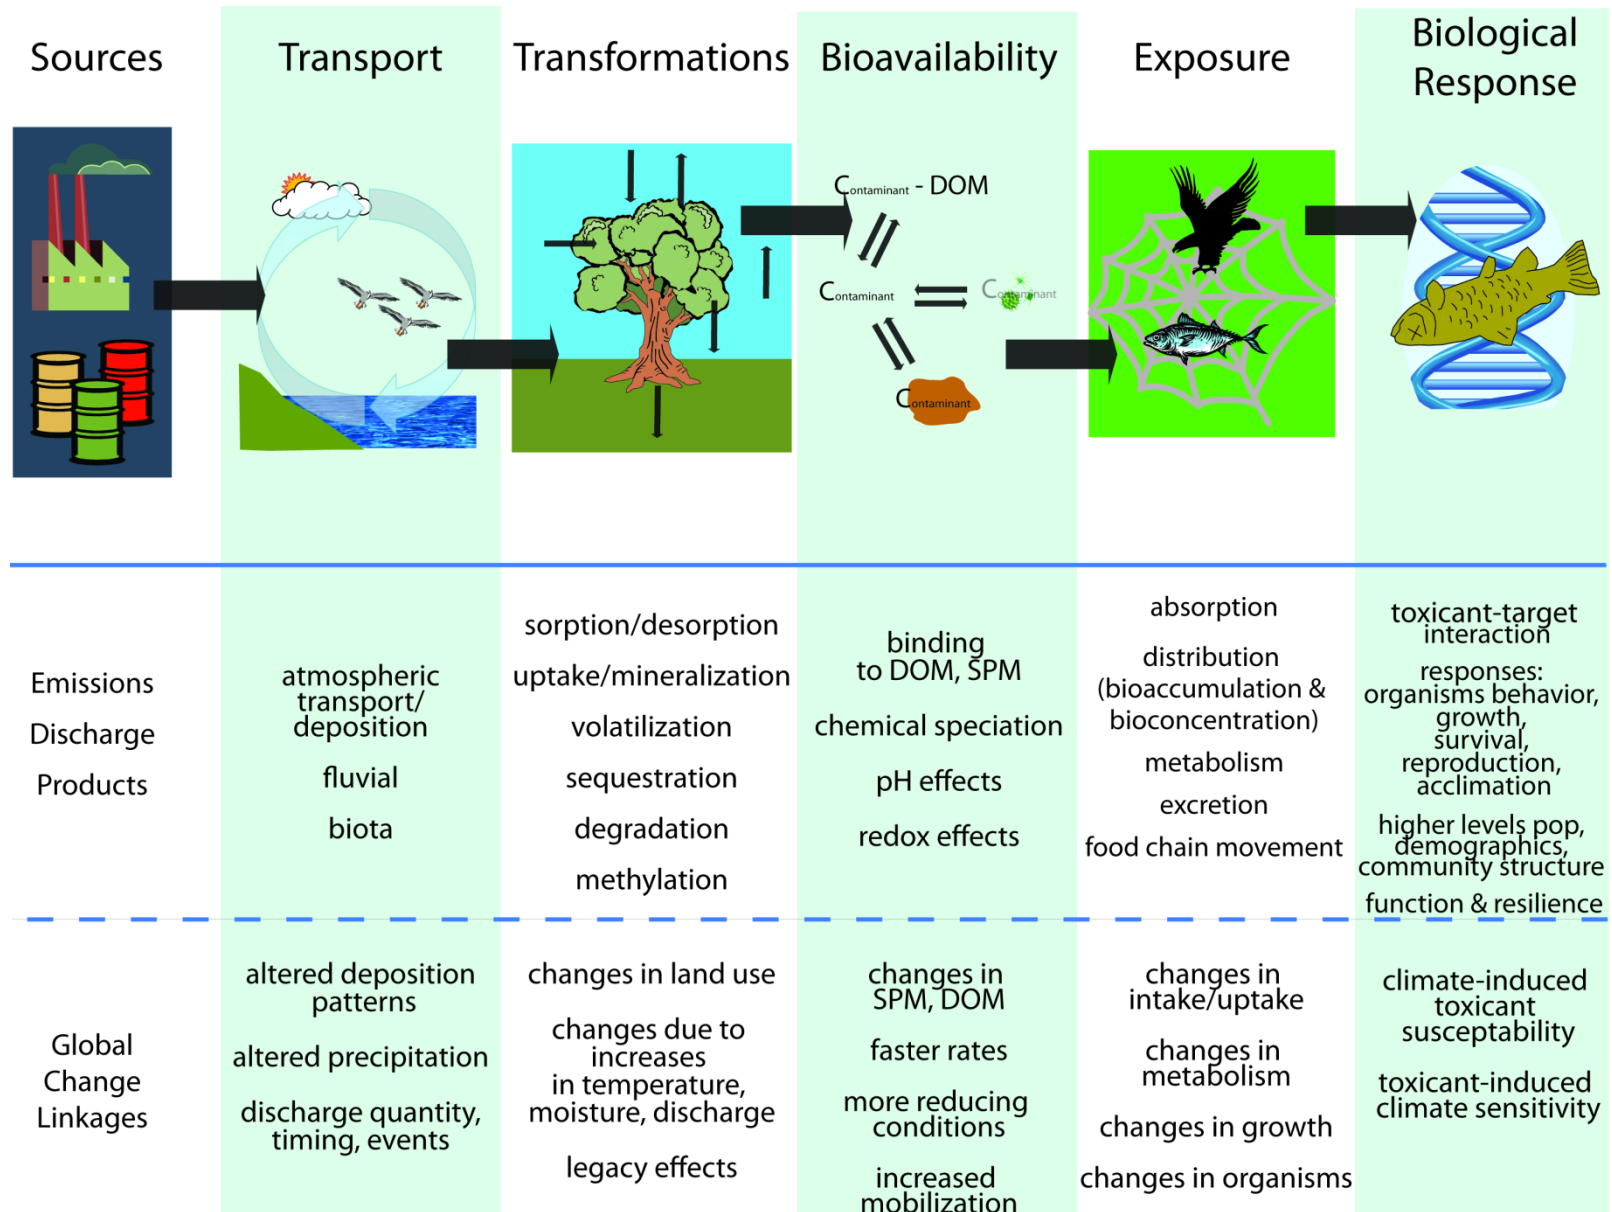 Sources
Transport
Transformations
Bioavailability
Exposure
Biological
Response
Contaminant - DOM
Contaminant
Contaminant
Contaminant
Emissions
Discharge
Products
atmospheric
transport/
deposition
fluvial
biota
sorption/desorption
uptake/mineralization
volatilization
sequestration
degradation
methylation
binding
to DOM, SPM
chemical speciation
pH effects
redox effects
absorption
distribution
(bioaccumulation &
bioconcentration)
metabolism
excretion
food chain movement
toxicant-target
interaction
responses:
organisms behavior,
growth,
survival,
reproduction,
acclimation
higher levels pop,
demographics,
community structure
function & resilience
Global
Change
Linkages
altered deposition
patterns
altered precipitation
discharge quantity,
timing, events
changes in land use
changes due to
increases
in temperature,
moisture, discharge
legacy effects
changes in
SPM, DOM
faster rates
more reducing
conditions
increased
mobilization
changes in
intake/uptake
changes in
metabolism
changes in growth
changes in organisms
climate-induced
toxicant
susceptability
toxicant-induced
climate sensitivity